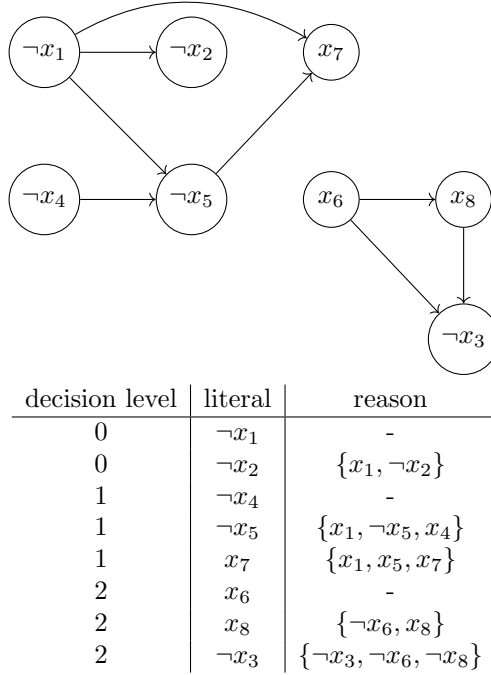 ¬x₁ ¬x₂ x₇
¬x₄ ¬x₅ x₆ x₈
¬x₃
decision level literal reason
0 ¬x₁ -
0 ¬x₂ {x₁, ¬x₂}
1 ¬x₄ -
1 ¬x₅ {x₁, ¬x₅, x₄}
1 x₇ {x₁, x₅, x₇}
2 x₆ -
2 x₈ {¬x₆, x₈}
2 ¬x₃ {¬x₃, ¬x₆, ¬x₈}